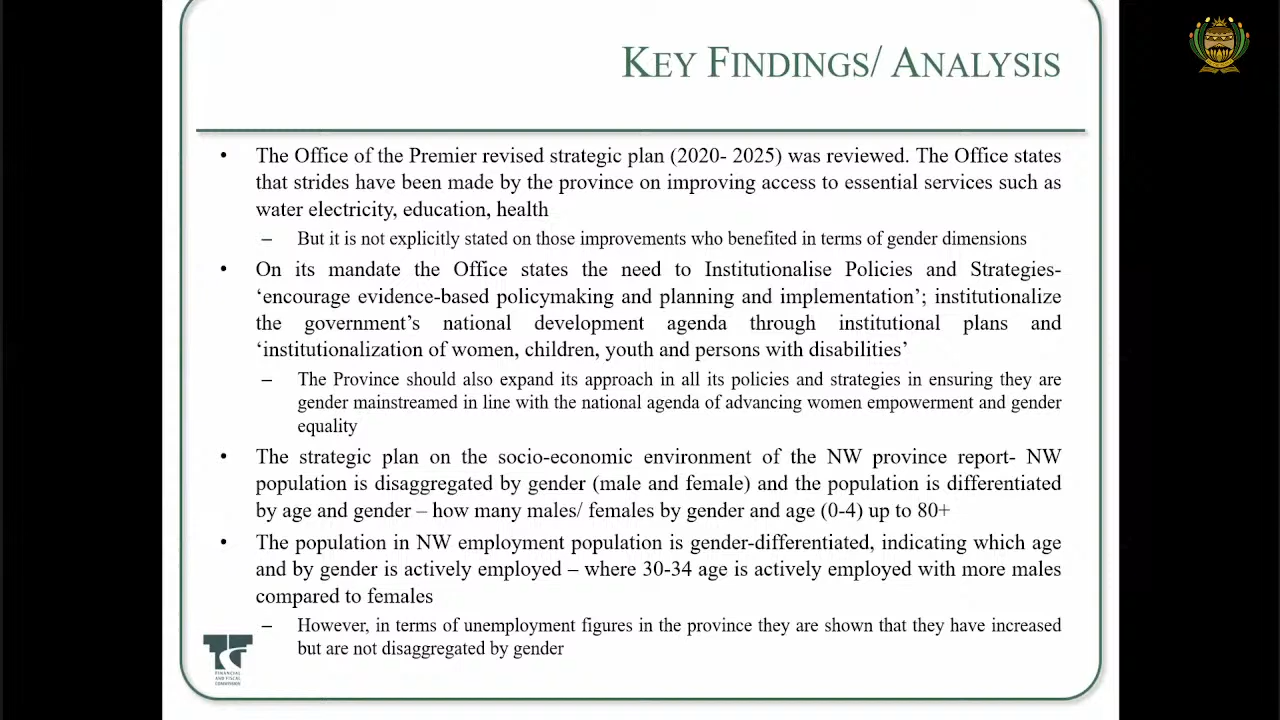 KEY FINDINGS/ ANALYSIS
• The Office of the Premier revised strategic plan (2020- 2025) was reviewed. The Office states
that strides have been made by the province on improving access to essential services such as
water electricity, education, health
– But it is not explicitly stated on those improvements who benefited in terms of gender dimensions
• On its mandate the Office states the need to Institutionalise Policies and Strategies-
‘encourage evidence-based policymaking and planning and implementation’; institutionalize
the government’s national development agenda through institutional plans and
‘institutionalization of women, children, youth and persons with disabilities’
– The Province should also expand its approach in all its policies and strategies in ensuring they are
gender mainstreamed in line with the national agenda of advancing women empowerment and gender
equality
• The strategic plan on the socio-economic environment of the NW province report- NW
population is disaggregated by gender (male and female) and the population is differentiated
by age and gender – how many males/ females by gender and age (0-4) up to 80+
• The population in NW employment population is gender-differentiated, indicating which age
and by gender is actively employed – where 30-34 age is actively employed with more males
compared to females
– However, in terms of unemployment figures in the province they are shown that they have increased
but are not disaggregated by gender
FINANCIAL
AND FISCAL
COMMISSION